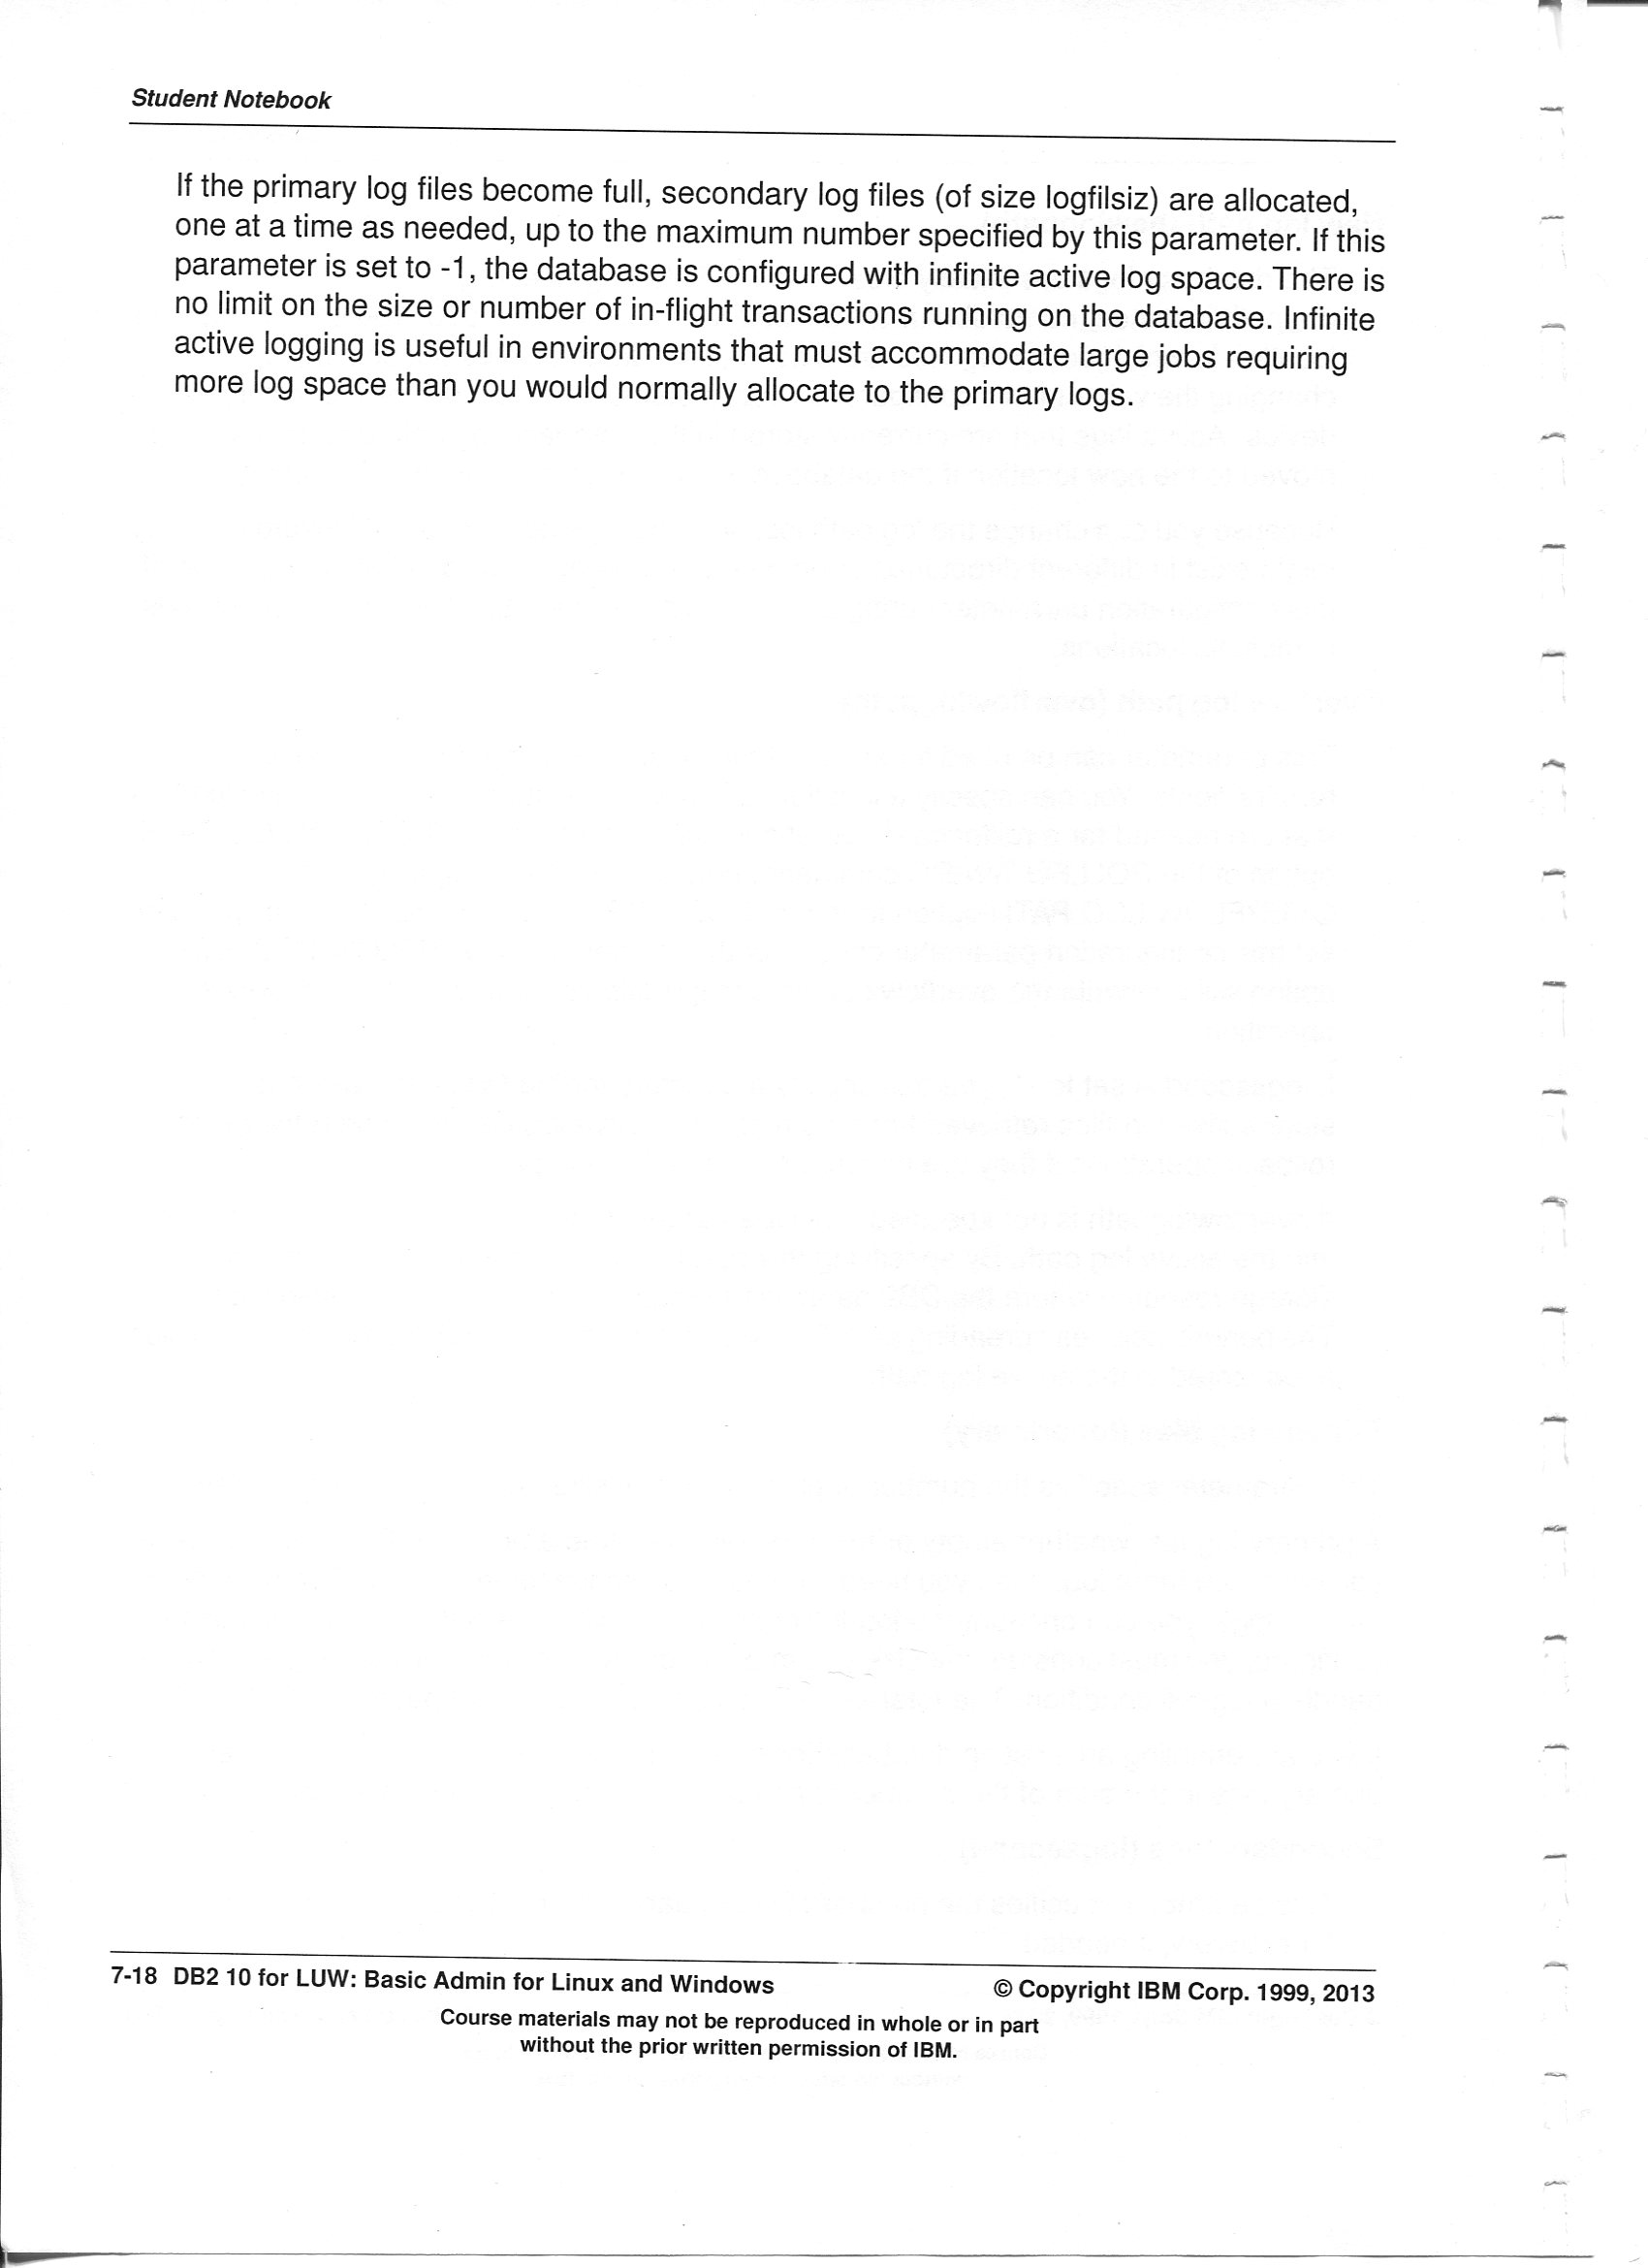 Student Notebook
If the primary log files become full, secondary log files (of size logfilsiz) are allocated,
one at a time as needed, up to the maximum number specified by this parameter. If this
parameter is set to -1, the database is configured with infinite active log space. There is
no limit on the size or number of in-flight transactions running on the database. Infinite
active logging is useful in environments that must accommodate large jobs requiring
more log space than you would normally allocate to the primary logs.
7-18 DB2 10 for LUW: Basic Admin for Linux and Windows © Copyright IBM Corp. 1999, 2013
Course materials may not be reproduced in whole or in part
without the prior written permission of IBM.